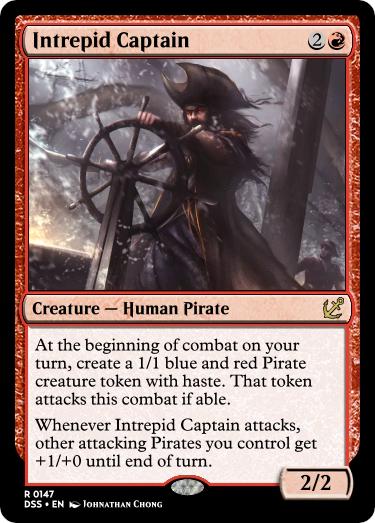 Intrepid Captain 2
Creature — Human Pirate
At the beginning of combat on your
turn, create a 1/1 blue and red Pirate
creature token with haste. That token
attacks this combat if able.
Whenever Intrepid Captain attacks,
other attacking Pirates you control get
+1/+0 until end of turn.
2/2
R 0147
DSS • EN Johnathan Chong